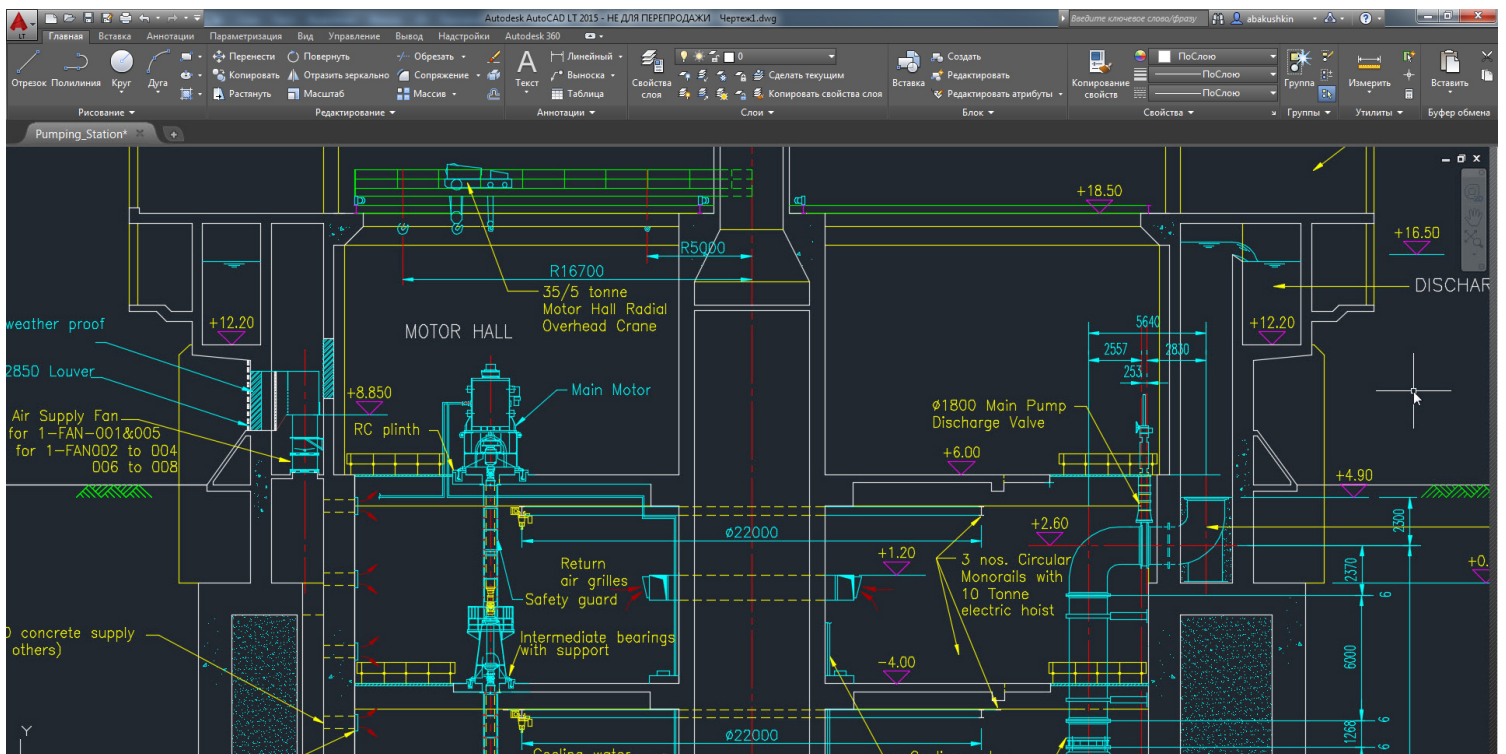 Autodesk AutoCAD LT 2015 - НЕ ДЛЯ ПЕРЕПРОДАЖИ Чертеж1.dwg
Введите ключевое слово/фразу
abakushkin
LT
Главная Вставка Аннотации Параметризация Вид Управление Вывод Надстройки Autodesk 360
Отрезок Полилиния Круг Дуга
Перенести Повернуть Обрезать
Копировать Отразить зеркально Сопряжение
Растянуть Масштаб Массив
Текст
Линейный
Выноска
Таблица
Свойства слоя
0
Сделать текущим
Копировать свойства слоя
Вставка
Создать
Редактировать
Редактировать атрибуты
Копирование свойств
ПоСлою
ПоСлою
ПоСлою
Группа
Измерить
Вставить
Рисование Редактирование Аннотации Слои Блок Свойства Группы Утилиты Буфер обмена
Pumping_Station*
+18.50
+16.50
R5000
R16700
35/5 tonne
Motor Hall Radial
Overhead Crane
MOTOR HALL
DISCHAR
weather proof
+12.20
+12.20
5640
2557 2830
253
2850 Louver
+8.850
Main Motor
Air Supply Fan
for 1-FAN-001&005
for 1-FAN002 to 004
006 to 008
RC plinth
ø1800 Main Pump
Discharge Valve
+6.00
+4.90
2300
+2.60
ø22000
+1.20
+0.
2370
Return
air grilles
Safety guard
3 nos. Circular
Monorails with
10 Tonne
electric hoist
6
concrete supply
others)
Intermediate bearings
with support
-4.00
6000
6
1268
Y
ø22000
Cooling water
6